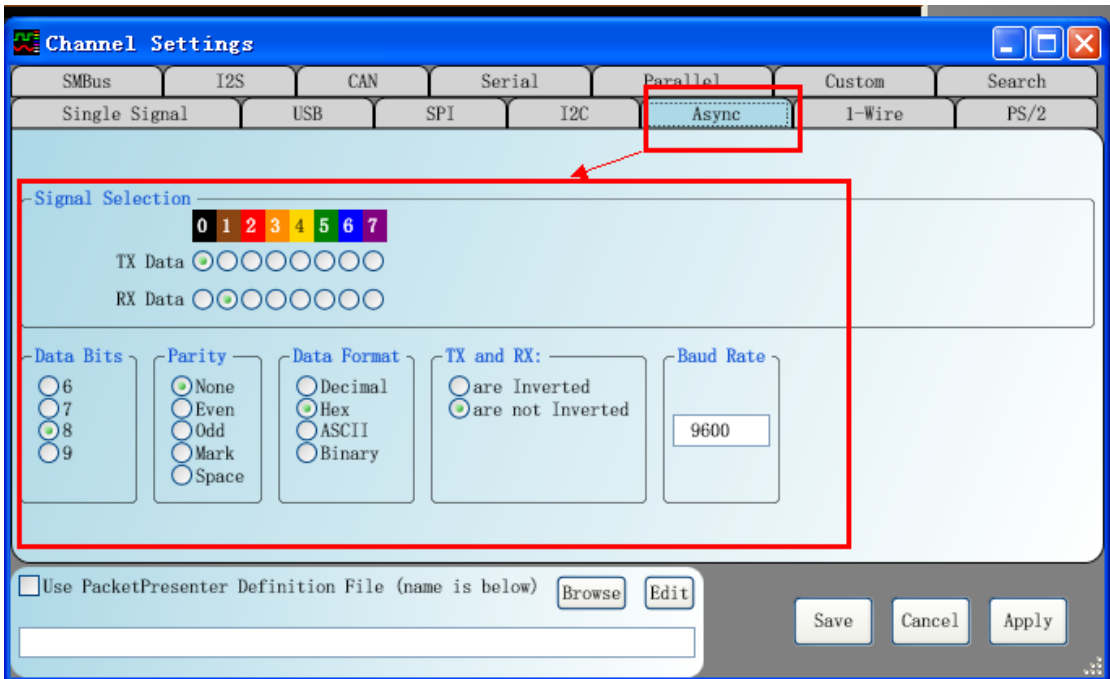 Channel Settings
SMBus I2S CAN Serial Parallel Custom Search
Single Signal USB SPI I2C Async 1-Wire PS/2
Signal Selection
0 1 2 3 4 5 6 7
TX Data
RX Data
Data Bits
6
7
8
9
Parity
None
Even
Odd
Mark
Space
Data Format
Decimal
Hex
ASCII
Binary
TX and RX:
are Inverted
are not Inverted
Baud Rate
9600
Use PacketPresenter Definition File (name is below) Browse Edit
Save Cancel Apply